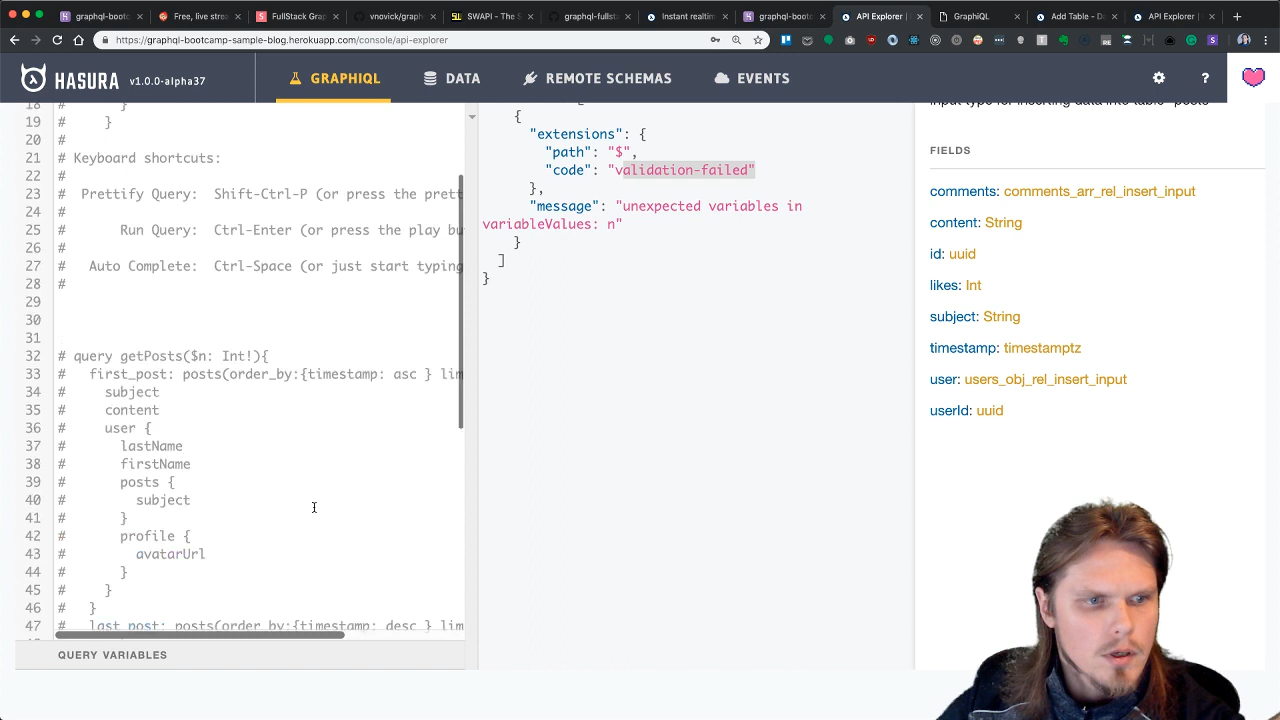 graphql-boot
Free, live stre
FullStack Gra
vnovick/graph
SWAPI - The S
graphql-fullst
Instant realtim
graphql-boot
API Explorer |
GraphiQL
Add Table - Da
API Explorer |
https://graphql-bootcamp-sample-blog.herokuapp.com/console/api-explorer
HASURA v1.0.0-alpha37
GRAPHIQL
DATA
REMOTE SCHEMAS
EVENTS
18 # }
19 # }
20 #
21 # Keyboard shortcuts:
22 #
23 # Prettify Query: Shift-Ctrl-P (or press the prett
24 #
25 # Run Query: Ctrl-Enter (or press the play bu
26 #
27 # Auto Complete: Ctrl-Space (or just start typing
28 #
29
30
31
32 # query getPosts($n: Int!){
33 # first_post: posts(order_by:{timestamp: asc } lim
34 # subject
35 # content
36 # user {
37 # lastName
38 # firstName
39 # posts {
40 # subject
41 # }
42 # profile {
43 # avatarUrl
44 # }
45 # }
46 # }
47 # last_post: posts(order_by:{timestamp: desc } lim
QUERY VARIABLES
{
"extensions": {
"path": "$",
"code": "validation-failed"
},
"message": "unexpected variables in
variableValues: n"
}
]
}
input type for inserting data into table "posts"
FIELDS
comments: comments_arr_rel_insert_input
content: String
id: uuid
likes: Int
subject: String
timestamp: timestamptz
user: users_obj_rel_insert_input
userId: uuid